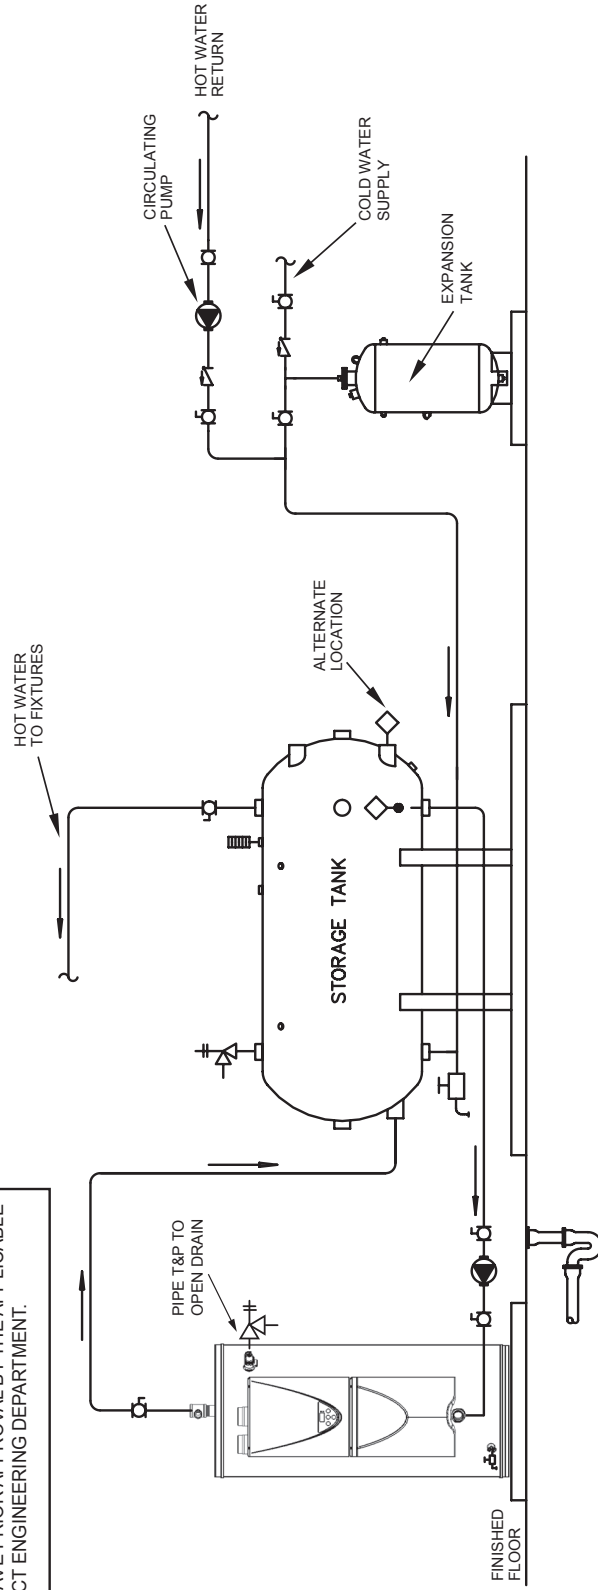 CT ENGINEERING DEPARTMENT.
HOT WATER
TO FIXTURES
CIRCULATING
PUMP
HOT WATER
RETURN
COLD WATER
SUPPLY
EXPANSION
TANK
ALTERNATE
LOCATION
STORAGE TANK
PIPE T&P TO
OPEN DRAIN
FINISHED
FLOOR